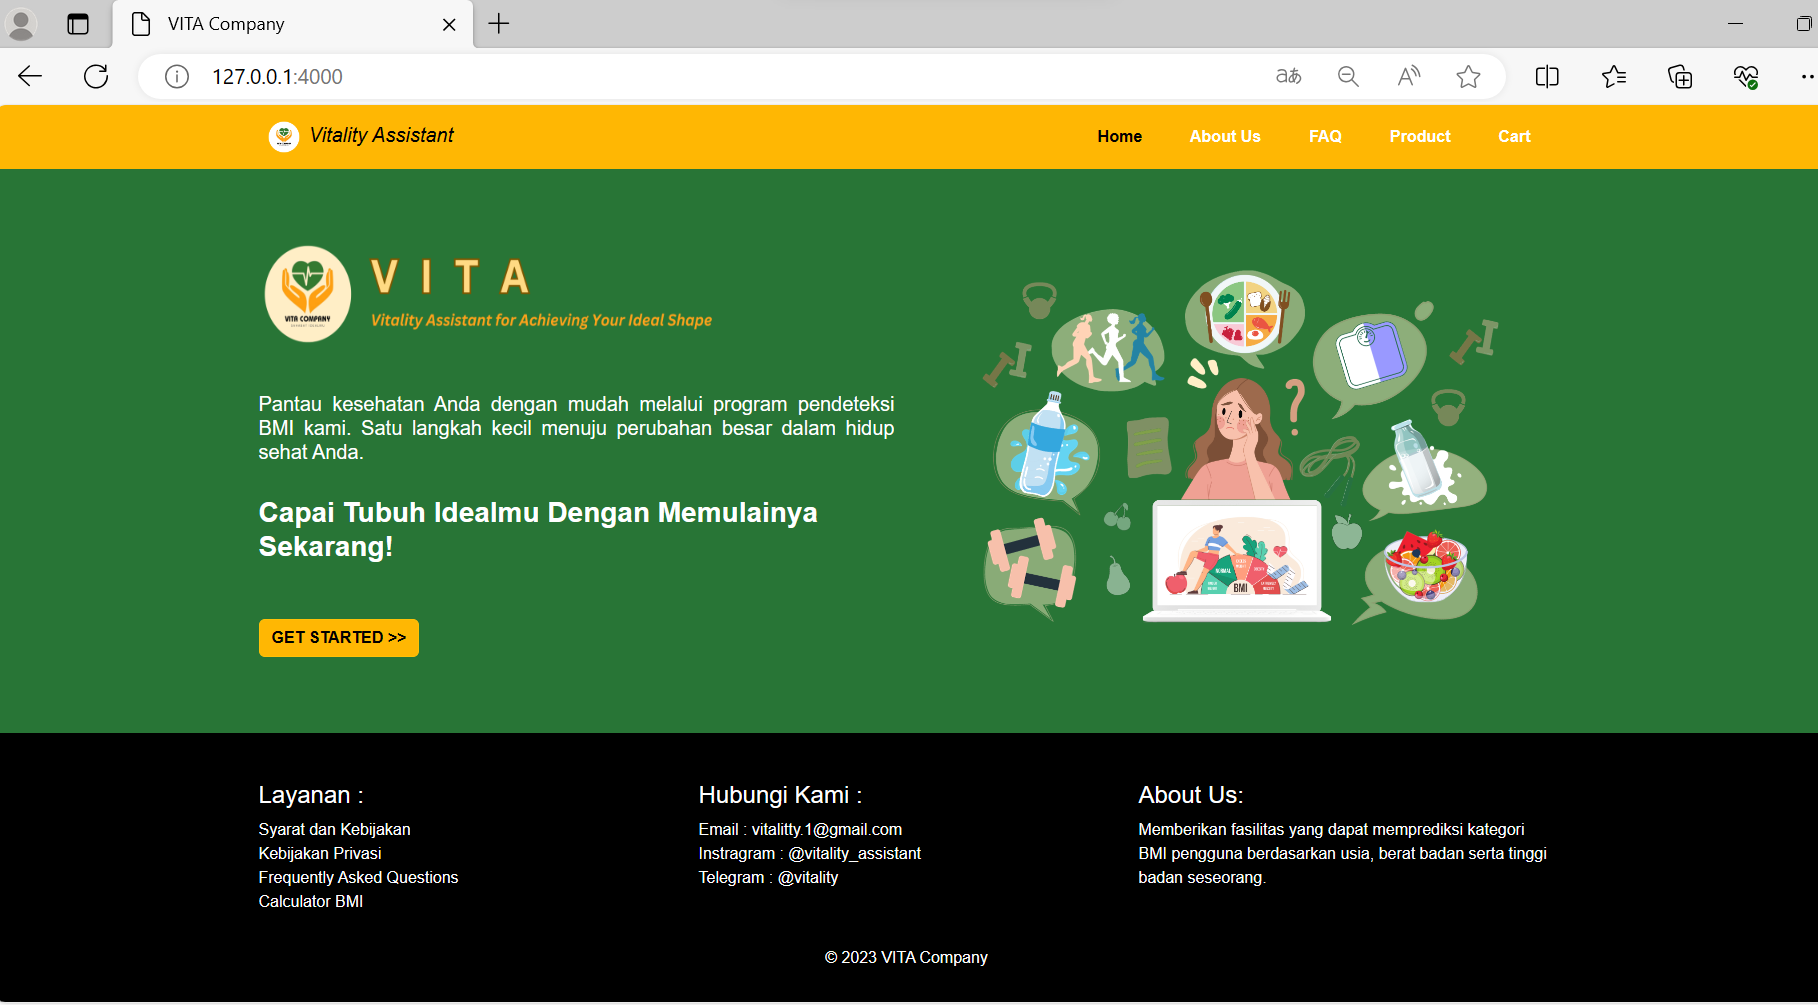 VITA Company
127.0.0.1:4000
Vitality Assistant
Home
About Us
FAQ
Product
Cart
VITA COMPANY
V I T A
Vitality Assistant for Achieving Your Ideal Shape
Pantau kesehatan Anda dengan mudah melalui program pendeteksi
BMI kami. Satu langkah kecil menuju perubahan besar dalam hidup
sehat Anda.
Capai Tubuh Idealmu Dengan Memulainya
Sekarang!
GET STARTED >>
NORMAL
BMI
Layanan :
Syarat dan Kebijakan
Kebijakan Privasi
Frequently Asked Questions
Calculator BMI
Hubungi Kami :
Email : vitalitty.1@gmail.com
Instragram : @vitality_assistant
Telegram : @vitality
About Us:
Memberikan fasilitas yang dapat memprediksi kategori
BMI pengguna berdasarkan usia, berat badan serta tinggi
badan seseorang.
© 2023 VITA Company